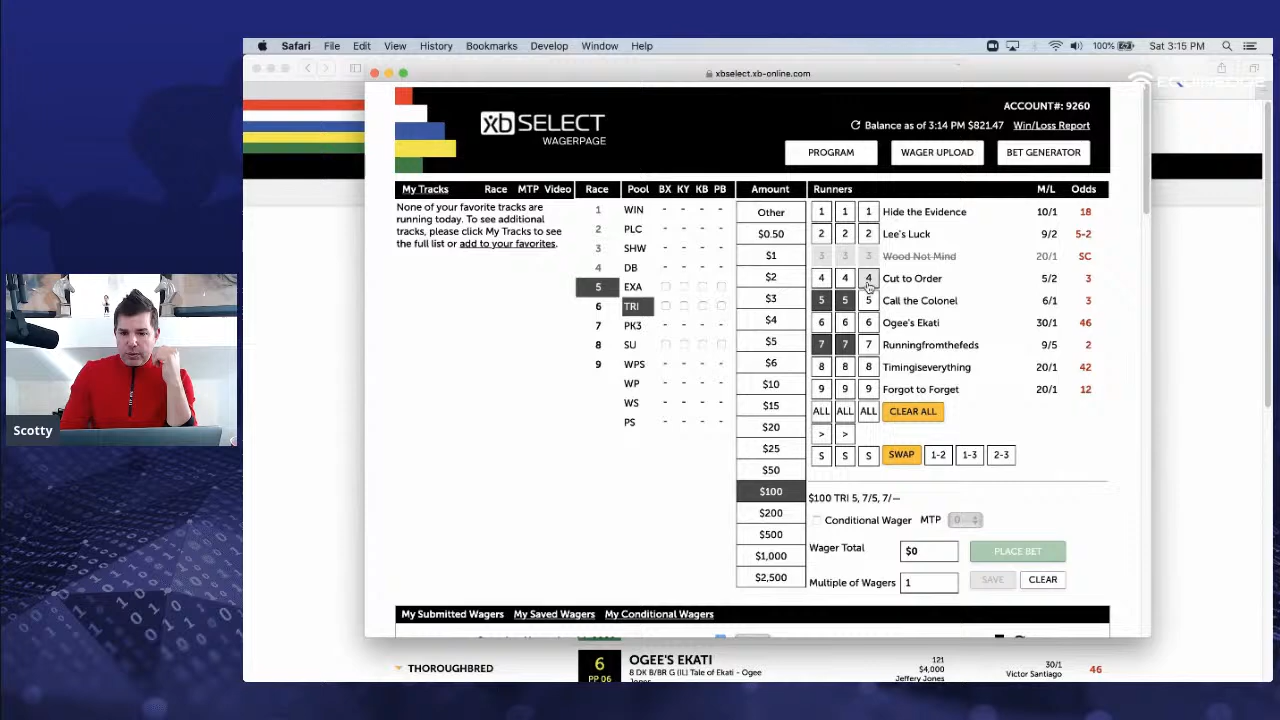 Safari File Edit View History Bookmarks Develop Window Help 100% Sat 3:15 PM
xbselect.xb-online.com
xb SELECT
WAGERPAGE
ACCOUNT#: 9260
Balance as of 3:14 PM $821.47 Win/Loss Report
PROGRAM WAGER UPLOAD BET GENERATOR
My Tracks Race MTP Video Race Pool BX KY KB PB Amount Runners M/L Odds
None of your favorite tracks are
running today. To see additional
tracks, please click My Tracks to see
the full list or add to your favorites.
1 WIN - - - -
2 PLC - - - -
3 SHW - - - -
4 DB - - - -
5 EXA
6 TRI
7 PK3 - - - -
8 SU
9 WPS - - - -
WP - - - -
WS - - - -
PS - - - -
Other
$0.50
$1
$2
$3
$4
$5
$6
$10
$15
$20
$25
$50
$100
$200
$500
$1,000
$2,500
1 1 1 Hide the Evidence 10/1 18
2 2 2 Lee's Luck 9/2 5-2
3 3 3 Wood Not Mind 20/1 SC
4 4 4 Cut to Order 5/2 3
5 5 5 Call the Colonel 6/1 3
6 6 6 Ogee's Ekati 30/1 46
7 7 7 Runningfromthefeds 9/5 2
8 8 8 Timingiseverything 20/1 42
9 9 9 Forgot to Forget 20/1 12
ALL ALL ALL CLEAR ALL
> >
S S S SWAP 1-2 1-3 2-3
$100 TRI 5, 7/5, 7/—
Conditional Wager MTP 0
Wager Total $0 PLACE BET
Multiple of Wagers 1 SAVE CLEAR
My Submitted Wagers My Saved Wagers My Conditional Wagers
THOROUGHBRED
6
PP 06
OGEE'S EKATI
8 DK B/BR G (IL) Tale of Ekati - Ogee
121
$4,000
Jeffery Jones
30/1
Victor Santiago
46
Scotty